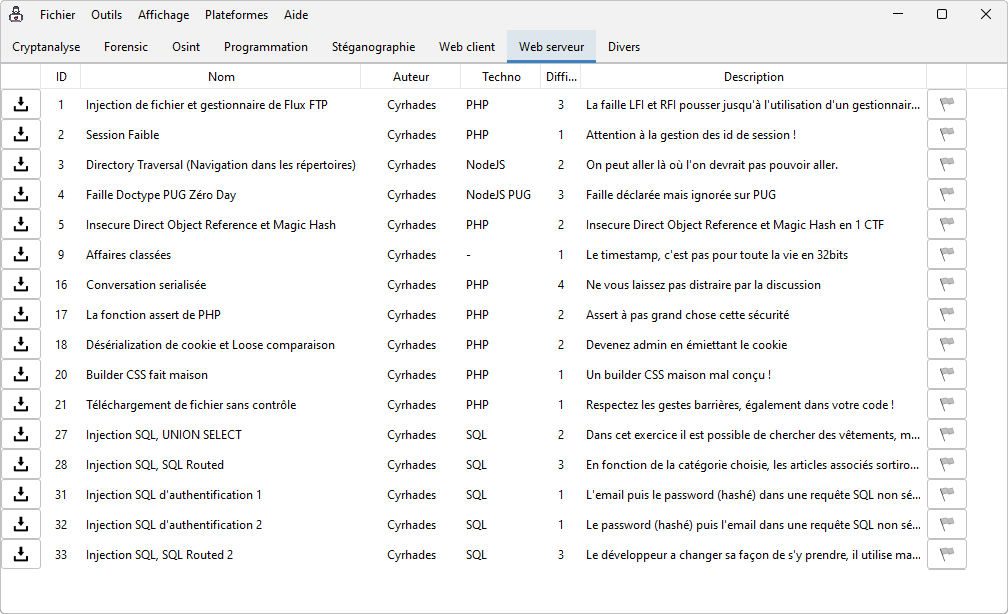 Fichier Outils Affichage Plateformes Aide
Cryptanalyse Forensic Osint Programmation Stéganographie Web client Web serveur Divers
ID Nom Auteur Techno Diffi... Description
1 Injection de fichier et gestionnaire de Flux FTP Cyrhades PHP 3 La faille LFI et RFI pousser jusqu'à l'utilisation d'un gestionnair...
2 Session Faible Cyrhades PHP 1 Attention à la gestion des id de session !
3 Directory Traversal (Navigation dans les répertoires) Cyrhades NodeJS 2 On peut aller là où l'on devrait pas pouvoir aller.
4 Faille Doctype PUG Zéro Day Cyrhades NodeJS PUG 3 Faille déclarée mais ignorée sur PUG
5 Insecure Direct Object Reference et Magic Hash Cyrhades PHP 2 Insecure Direct Object Reference et Magic Hash en 1 CTF
9 Affaires classées Cyrhades - 1 Le timestamp, c'est pas pour toute la vie en 32bits
16 Conversation serialisée Cyrhades PHP 4 Ne vous laissez pas distraire par la discussion
17 La fonction assert de PHP Cyrhades PHP 2 Assert à pas grand chose cette sécurité
18 Désérialization de cookie et Loose comparaison Cyrhades PHP 2 Devenez admin en émiettant le cookie
20 Builder CSS fait maison Cyrhades PHP 1 Un builder CSS maison mal conçu !
21 Téléchargement de fichier sans contrôle Cyrhades PHP 1 Respectez les gestes barrières, également dans votre code !
27 Injection SQL, UNION SELECT Cyrhades SQL 2 Dans cet exercice il est possible de chercher des vêtements, m...
28 Injection SQL, SQL Routed Cyrhades SQL 3 En fonction de la catégorie choisie, les articles associés sortiro...
31 Injection SQL d'authentification 1 Cyrhades SQL 1 L'email puis le password (hashé) dans une requête SQL non sé...
32 Injection SQL d'authentification 2 Cyrhades SQL 1 Le password (hashé) puis l'email dans une requête SQL non sé...
33 Injection SQL, SQL Routed 2 Cyrhades SQL 3 Le développeur a changer sa façon de s'y prendre, il utilise ma...